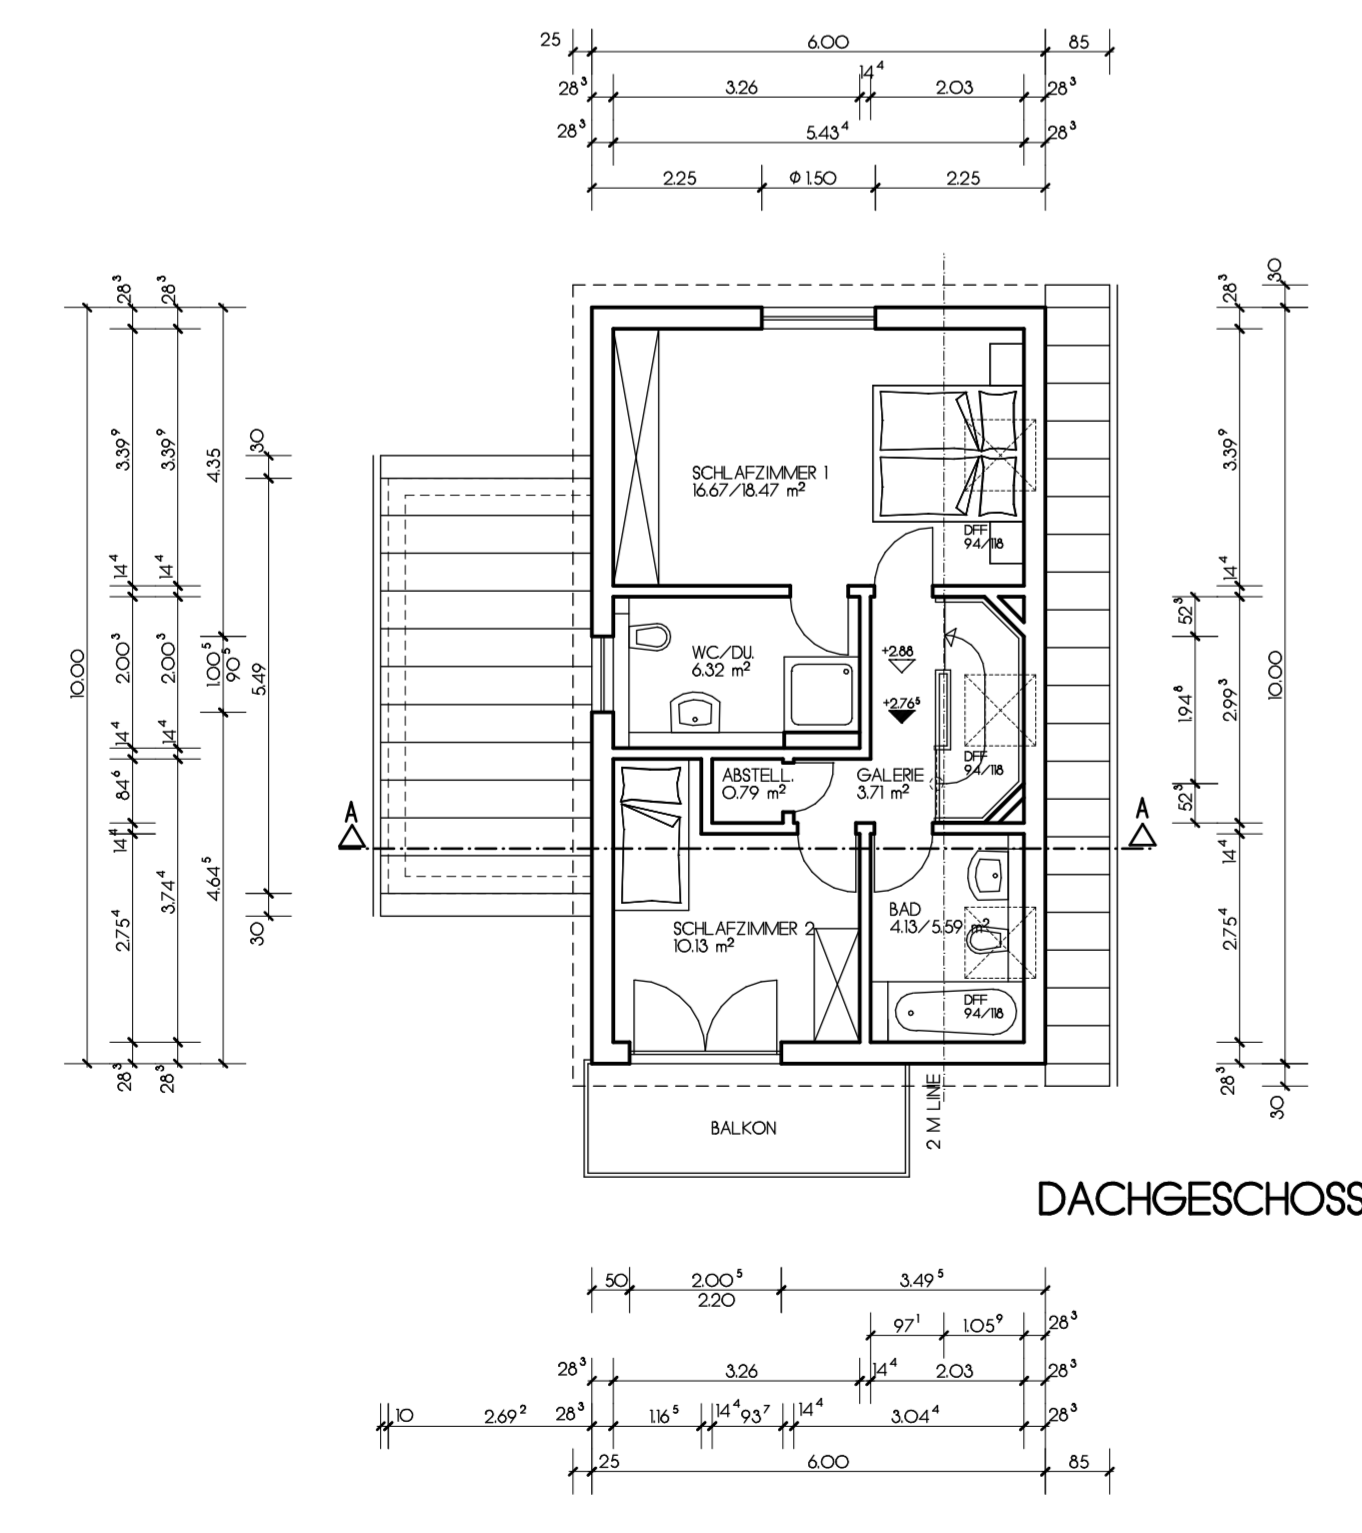 25 6.00 85
14⁴
28³ 3.26 2.03 28³
28³ 5.43⁴ 28³
2.25 ϕ 1.50 2.25
28³ 28³ 28³ 30
3.39⁹ 3.39⁹ 4.35 30 3.39⁹
SCHLAFZIMMER 1
16.67/18.47 m²
DFF
94/118
14⁴ 14⁴ 14⁴
52³
10.00 2.00³ 2.00³ 1.00⁵ 90⁵ 5.49
WC/DU.
6.32 m²
+2.88
+2.76⁵
1.94⁸ 2.99³ 10.00
14⁴ 14⁴
DFF
94/118
84⁶
ABSTELL.
0.79 m²
GALERIE
3.71 m²
52³
A A
14⁴ 14⁴
3.74⁴ 4.64⁵
2.75⁴ 30 2.75⁴
BAD
4.13/5.59 m²
SCHLAFZIMMER 2
10.13 m²
DFF
94/118
28³ 28³ 28³ 30
2 M LINIE
BALKON
DACHGESCHOSS
50 2.00⁵ 3.49⁵
2.20
97¹ 1.05⁹ 28³
28³ 3.26 14⁴ 2.03 28³
10 2.69² 28³ 1.16⁵ 14⁴ 93⁷ 14⁴ 3.04⁴ 28³
25 6.00 85